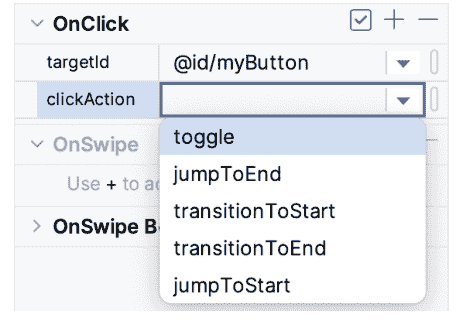 OnClick
targetId @id/myButton
clickAction
toggle
OnSwipe
jumpToEnd
Use + to a
transitionToStart
OnSwipe B
transitionToEnd
jumpToStart